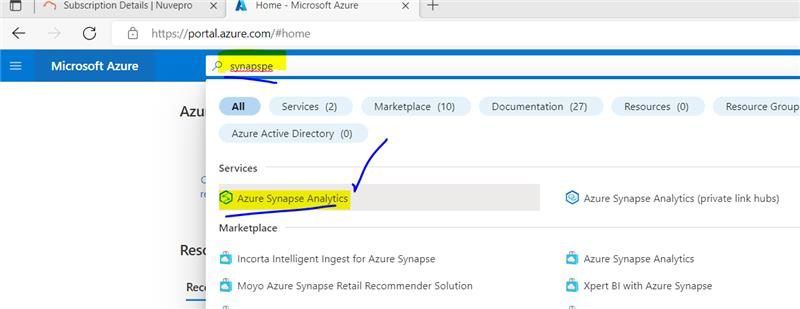 Subscription Details | Nuvepro
Home - Microsoft Azure
https://portal.azure.com/#home
Microsoft Azure
synapspe
All
Services (2)
Marketplace (10)
Documentation (27)
Resources (0)
Resource Group
Azure Active Directory (0)
Azu
Services
Azure Synapse Analytics
Azure Synapse Analytics (private link hubs)
Marketplace
Incorta Intelligent Ingest for Azure Synapse
Azure Synapse Analytics
Reso
Moyo Azure Synapse Retail Recommender Solution
Xpert BI with Azure Synapse
Rece